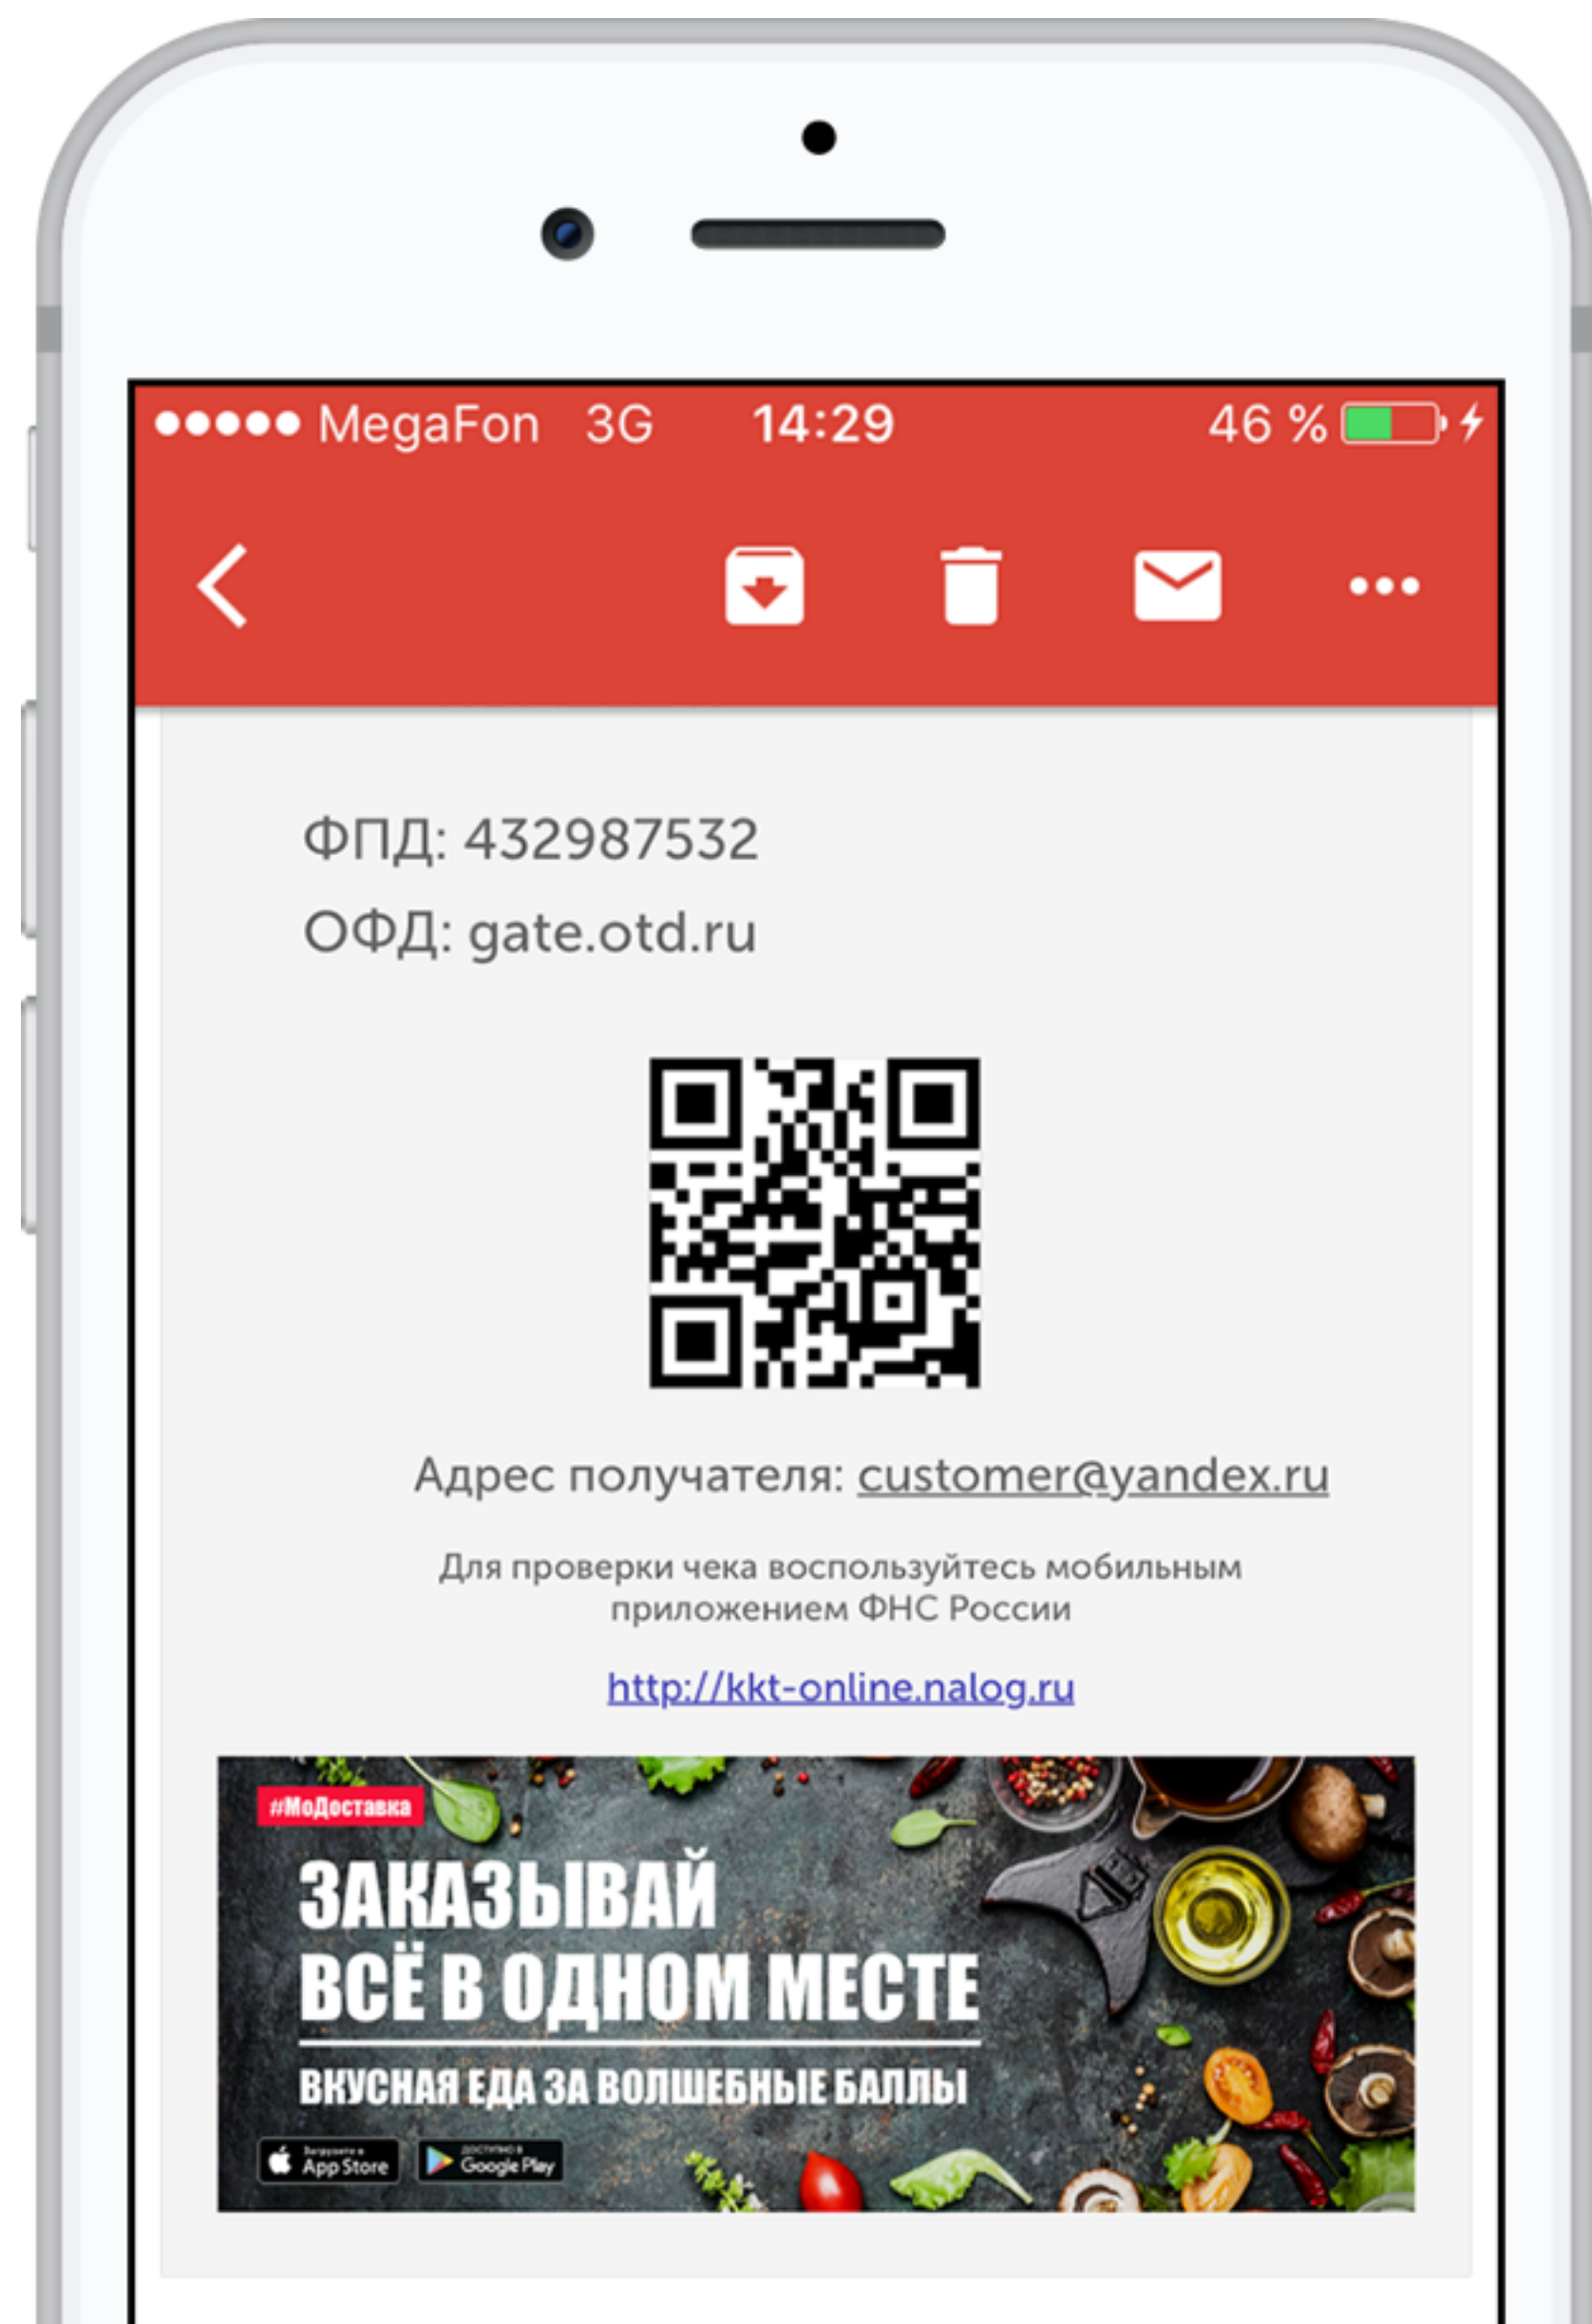 MegaFon 3G 14:29 46 %
ФПД: 432987532
ОФД: gate.otd.ru
Адрес получателя: customer@yandex.ru
Для проверки чека воспользуйтесь мобильным
приложением ФНС России
http://kkt-online.nalog.ru
#МоДоставка
ЗАКАЗЫВАЙ
ВСЁ В ОДНОМ МЕСТЕ
ВКУСНАЯ ЕДА ЗА ВОЛШЕБНЫЕ БАЛЛЫ
Загрузите в
App Store
ДОСТУПНО В
Google Play